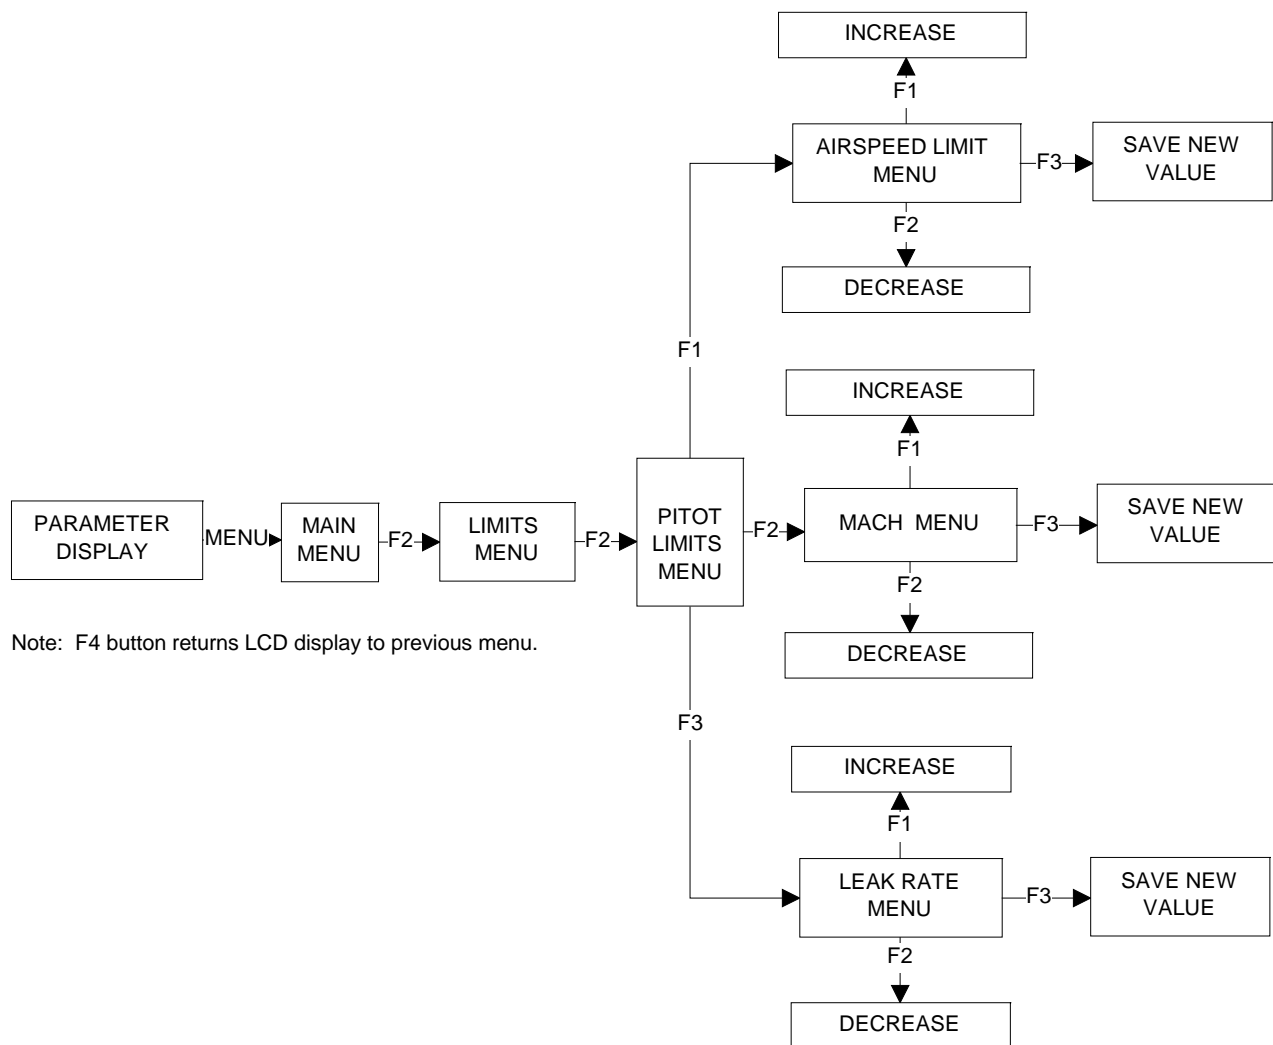 INCREASE
F1
AIRSPEED LIMIT
MENU
F3
SAVE NEW
VALUE
F2
DECREASE
F1
INCREASE
F1
PARAMETER
DISPLAY
MENU
MAIN
MENU
F2
LIMITS
MENU
F2
PITOT
LIMITS
MENU
F2
MACH MENU
F3
SAVE NEW
VALUE
F2
DECREASE
Note: F4 button returns LCD display to previous menu.
F3
INCREASE
F1
LEAK RATE
MENU
F3
SAVE NEW
VALUE
F2
DECREASE